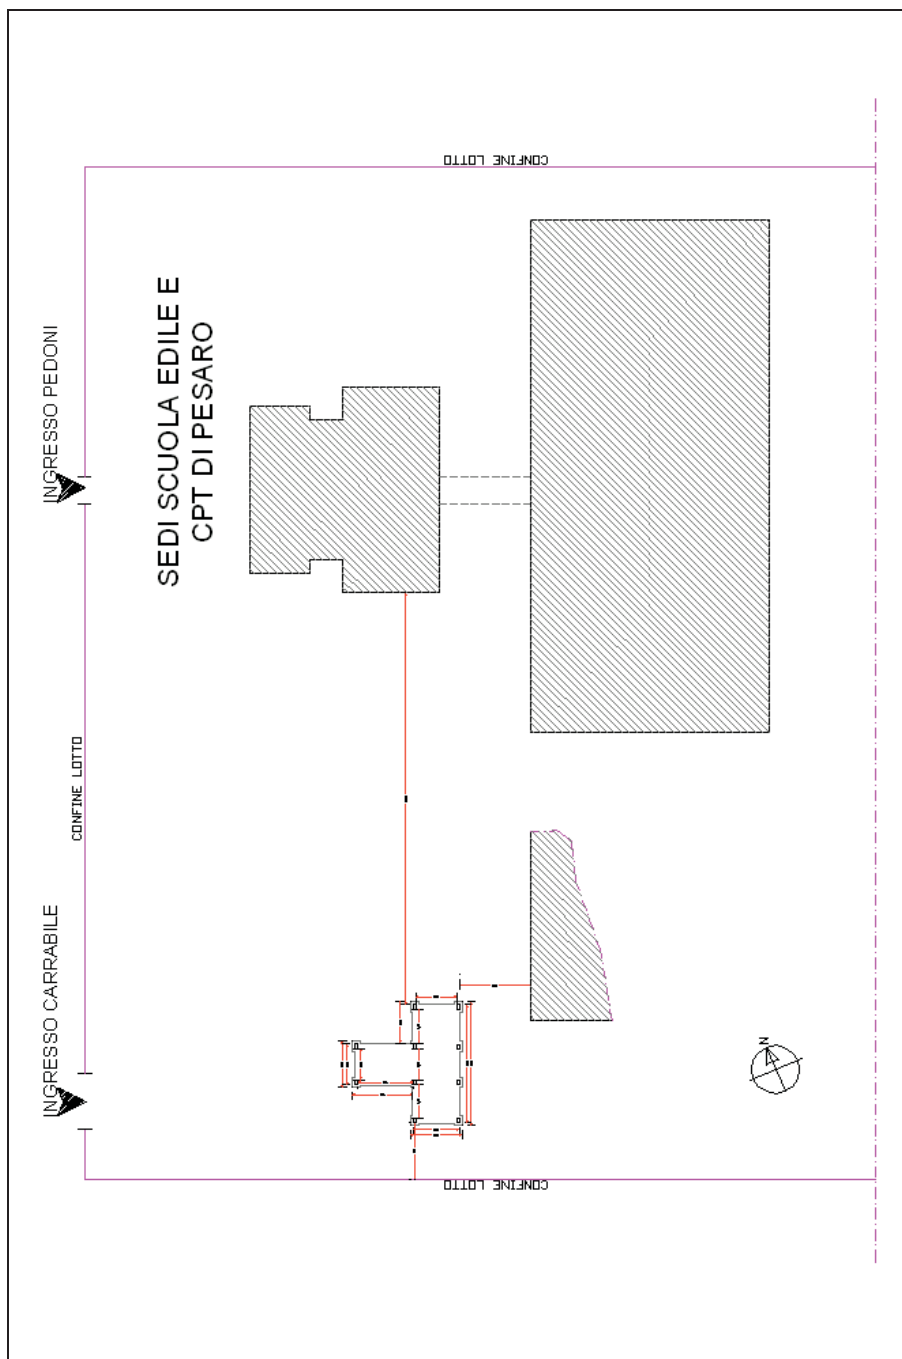 CONFINE LOTTO
INGRESSO PEDONI
SEDI SCUOLA EDILE E
CPT DI PESARO
CONFINE LOTTO
INGRESSO CARRABILE
N
CONFINE LOTTO